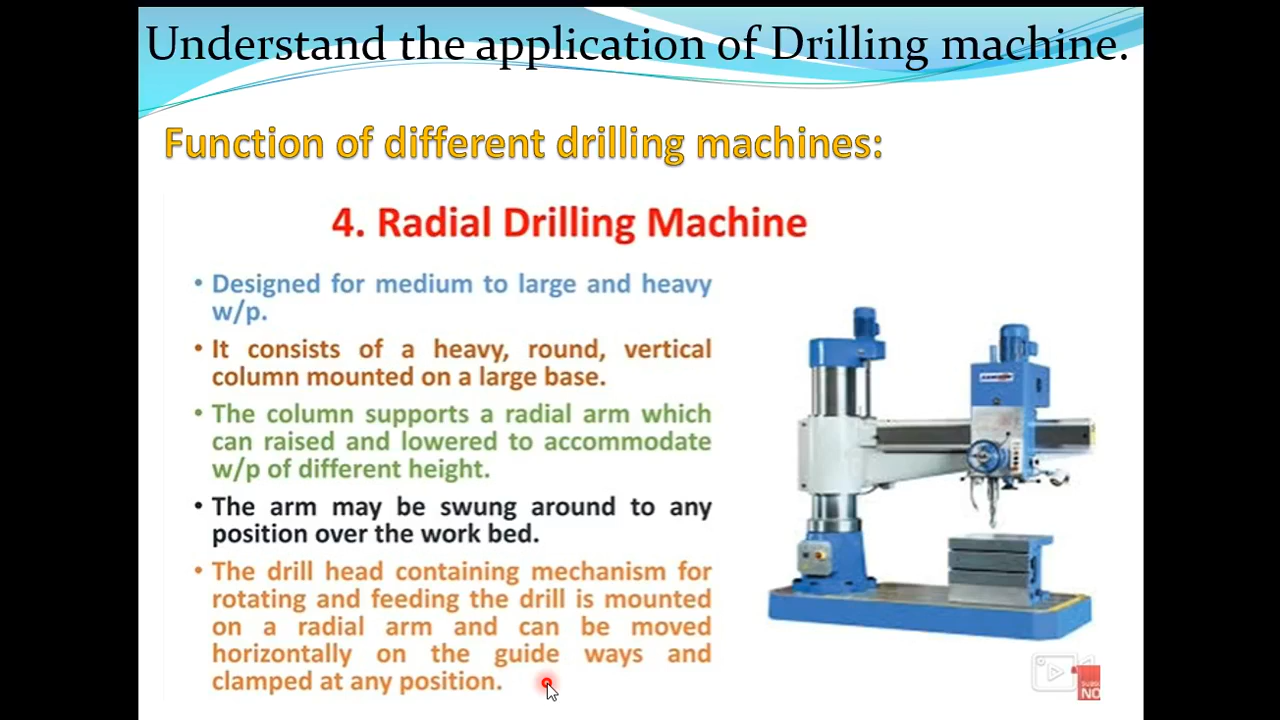 Understand the application of Drilling machine.
Function of different drilling machines:
4. Radial Drilling Machine
• Designed for medium to large and heavy
w/p.
• It consists of a heavy, round, vertical
column mounted on a large base.
• The column supports a radial arm which
can raised and lowered to accommodate
w/p of different height.
• The arm may be swung around to any
position over the work bed.
• The drill head containing mechanism for
rotating and feeding the drill is mounted
on a radial arm and can be moved
horizontally on the guide ways and
clamped at any position.
NO